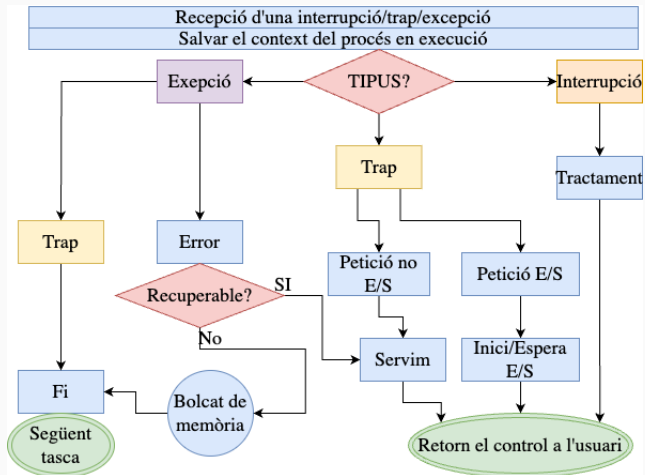 Recepció d'una interrupció/trap/excepció
Salvar el context del procés en execució
Exepció
TIPUS?
Interrupció
Trap
Tractament
Trap
Error
Petició no
E/S
Petició E/S
Recuperable?
SI
No
Servim
Inici/Espera
E/S
Fi
Bolcat de
memòria
Següent
tasca
Retorn el control a l'usuari